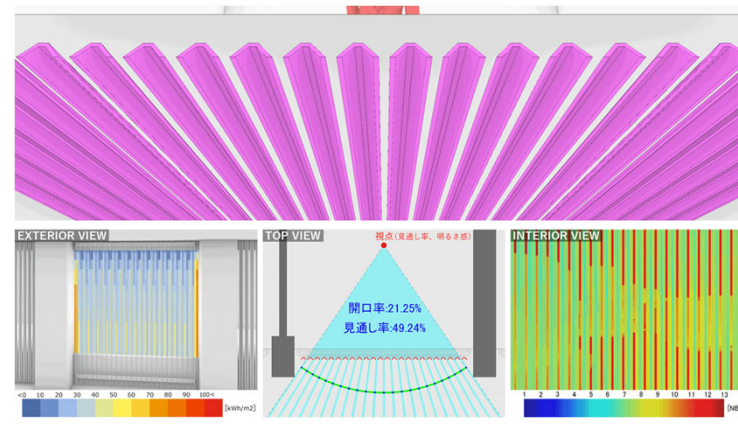 EXTERIOR VIEW
TOP VIEW
視点(見通し率、明るさ感)
INTERIOR VIEW
開口率:21.25%
見通し率:49.24%
<0 10 20 30 40 50 60 70 80 90 100<
[kWh/m2]
1 2 3 4 5 6 7 8 9 10 11 12 13
[NB